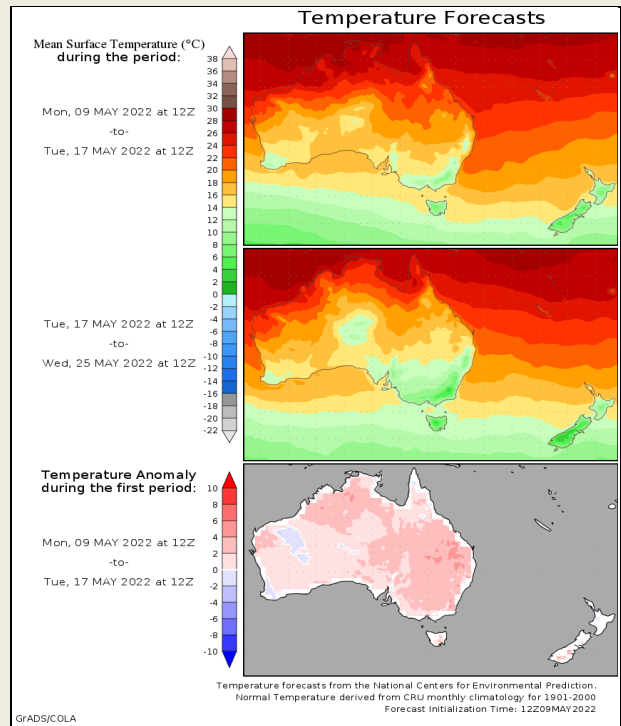 Temperature Forecasts
Mean Surface Temperature (°C)
during the period:
38
36
34
32
30
28
26
24
22
20
18
16
14
12
10
8
6
4
2
0
-2
-4
-6
-8
-10
-12
-14
-16
-18
-20
-22
Mon, 09 MAY 2022 at 12Z
-to-
Tue, 17 MAY 2022 at 12Z
Tue, 17 MAY 2022 at 12Z
-to-
Wed, 25 MAY 2022 at 12Z
Temperature Anomaly
during the first period:
10
8
6
4
2
0
-2
-4
-6
-8
-10
Mon, 09 MAY 2022 at 12Z
-to-
Tue, 17 MAY 2022 at 12Z
Temperature forecasts from the National Centers for Environmental Prediction.
Normal Temperature derived from CRU monthly climatology for 1901-2000
Forecast Initialization Time: 12Z09MAY2022
GrADS/COLA